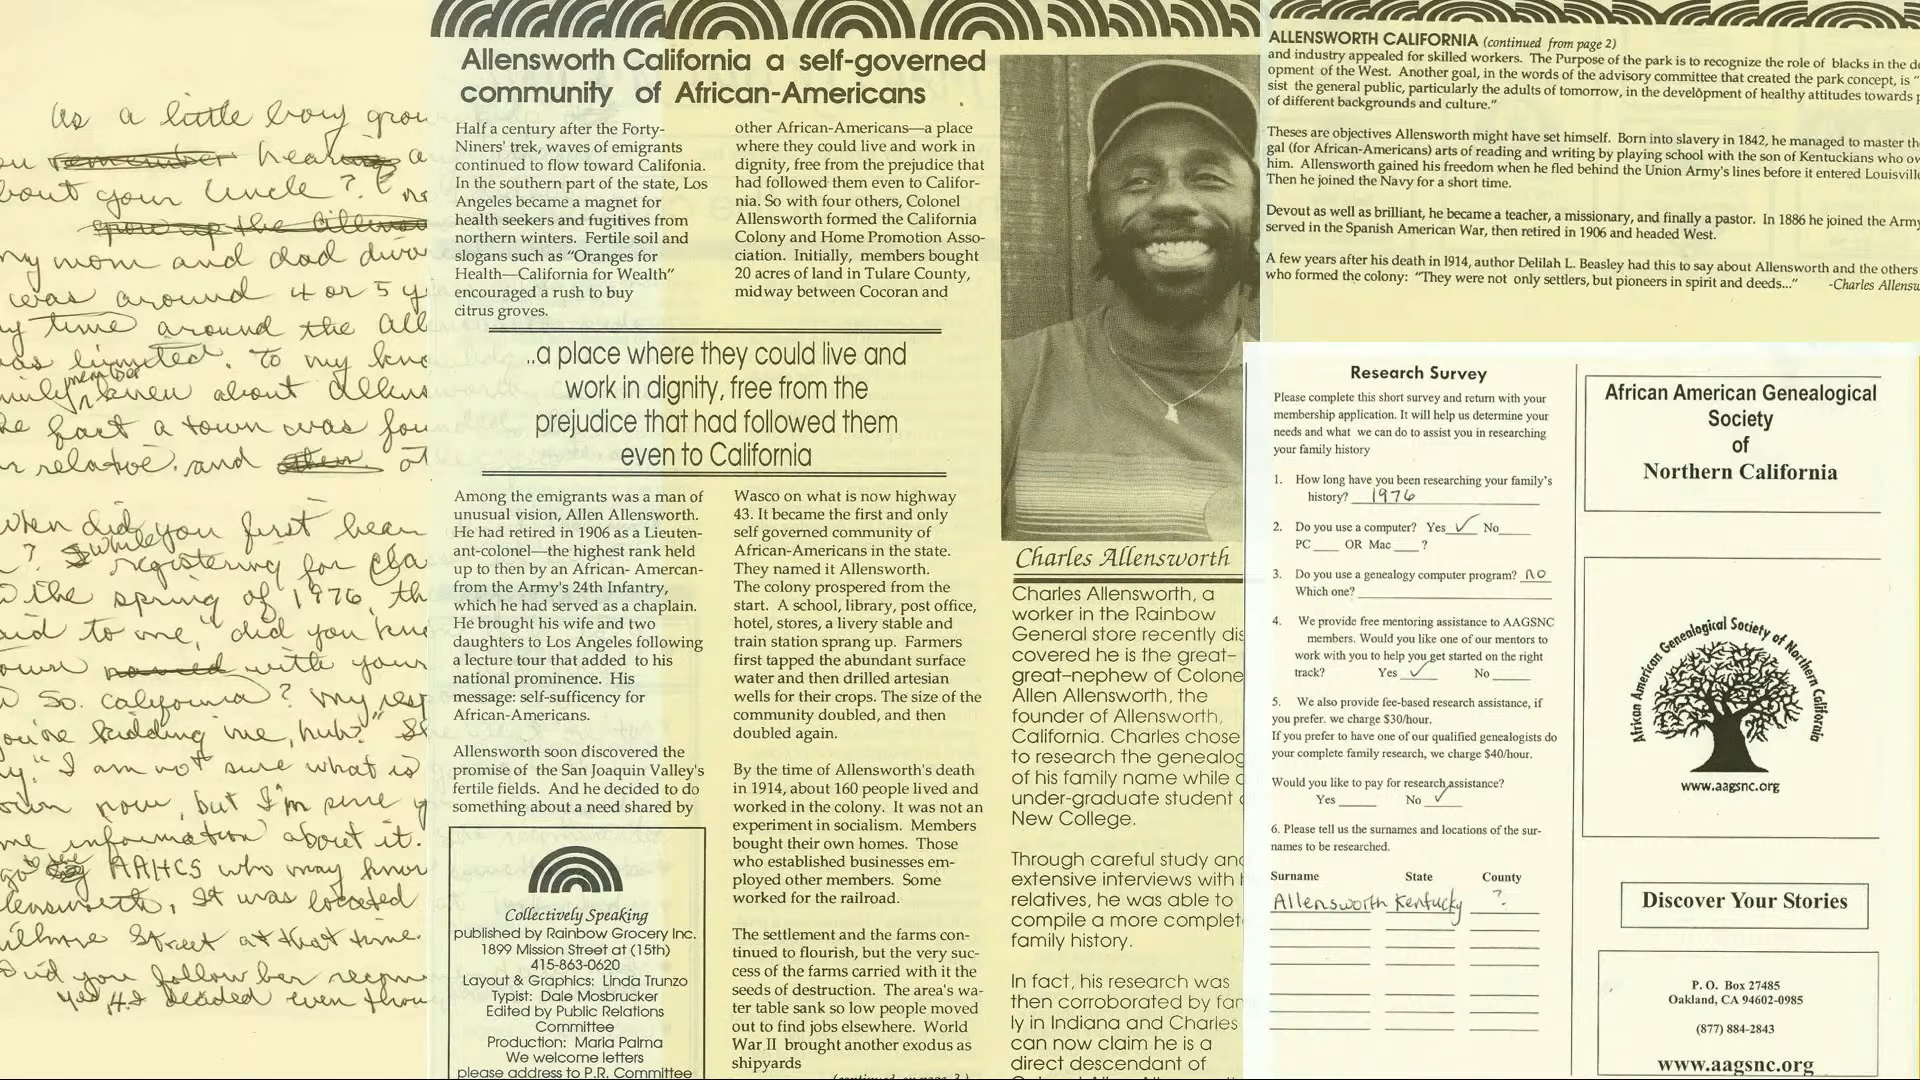 as a little boy grow
remember hearing a
bout your Uncle?
grow up the Allenswo
my mom and dad divo
was around 4 or 5 y
y time around the All
as limited. To my kno
mily member knew about Allens
he fact a town was fou
r relative. and
When did you first hear
? while registering for cla
the spring of 1976, th
aid to me, "did you kno
own named with your
So. California? My resp
you're kidding me, huh?" Sh
y." I am not sure what is
own now, but I'm sure y
me information about it.
go to the AAHCS who may know
lensworth. It was located
illmore Street at that time.
Did you follow her recom
yes, I decided even thou
Allensworth California a self-governed
community of African-Americans
Half a century after the Forty-
Niners' trek, waves of emigrants
continued to flow toward Califonia.
In the southern part of the state, Los
Angeles became a magnet for
health seekers and fugitives from
northern winters. Fertile soil and
slogans such as "Oranges for
Health—California for Wealth"
encouraged a rush to buy
citrus groves.
other African-Americans—a place
where they could live and work in
dignity, free from the prejudice that
had followed them even to Califor-
nia. So with four others, Colonel
Allensworth formed the California
Colony and Home Promotion Asso-
ciation. Initially, members bought
20 acres of land in Tulare County,
midway between Cocoran and
..a place where they could live and
work in dignity, free from the
prejudice that had followed them
even to California
Among the emigrants was a man of
unusual vision, Allen Allensworth.
He had retired in 1906 as a Lieuten-
ant-colonel—the highest rank held
up to then by an African- Amercan-
from the Army's 24th Infantry,
which he had served as a chaplain.
He brought his wife and two
daughters to Los Angeles following
a lecture tour that added to his
national prominence. His
message: self-sufficency for
African-Americans.
Allensworth soon discovered the
promise of the San Joaquin Valley's
fertile fields. And he decided to do
something about a need shared by
Collectively Speaking
published by Rainbow Grocery Inc.
1899 Mission Street at (15th)
415-863-0620
Layout & Graphics: Linda Trunzo
Typist: Dale Mosbrucker
Edited by Public Relations
Committee
Production: Maria Palma
We welcome letters
please address to P.R. Committee
Wasco on what is now highway
43. It became the first and only
self governed community of
African-Americans in the state.
They named it Allensworth.
The colony prospered from the
start. A school, library, post office,
hotel, stores, a livery stable and
train station sprang up. Farmers
first tapped the abundant surface
water and then drilled artesian
wells for their crops. The size of the
community doubled, and then
doubled again.
By the time of Allensworth's death
in 1914, about 160 people lived and
worked in the colony. It was not an
experiment in socialism. Members
bought their own homes. Those
who established businesses em-
ployed other members. Some
worked for the railroad.
The settlement and the farms con-
tinued to flourish, but the very suc-
cess of the farms carried with it the
seeds of destruction. The area's wa-
ter table sank so low people moved
out to find jobs elsewhere. World
War II brought another exodus as
shipyards
Charles Allensworth
Charles Allensworth, a
worker in the Rainbow
General store recently dis
covered he is the great-
great-nephew of Colone
Allen Allensworth, the
founder of Allensworth,
California. Charles chose
to research the genealog
of his family name while
under-graduate student
New College.
Through careful study and
extensive interviews with
relatives, he was able to
compile a more complet
family history.
In fact, his research was
then corroborated by fan
ly in Indiana and Charles
can now claim he is a
direct descendant of
ALLENSWORTH CALIFORNIA (continued from page 2)
and industry appealed for skilled workers. The Purpose of the park is to recognize the role of blacks in the de
opment of the West. Another goal, in the words of the advisory committee that created the park concept, is "
sist the general public, particularly the adults of tomorrow, in the development of healthy attitudes towards p
of different backgrounds and culture."
Theses are objectives Allensworth might have set himself. Born into slavery in 1842, he managed to master th
gal (for African-Americans) arts of reading and writing by playing school with the son of Kentuckians who ow
him. Allensworth gained his freedom when he fled behind the Union Army's lines before it entered Louisville
Then he joined the Navy for a short time.
Devout as well as brilliant, he became a teacher, a missionary, and finally a pastor. In 1886 he joined the Army
served in the Spanish American War, then retired in 1906 and headed West.
A few years after his death in 1914, author Delilah L. Beasley had this to say about Allensworth and the others
who formed the colony: "They were not only settlers, but pioneers in spirit and deeds..." -Charles Allensw
Research Survey
Please complete this short survey and return with your
membership application. It will help us determine your
needs and what we can do to assist you in researching
your family history
1. How long have you been researching your family's
history? 1976
2. Do you use a computer? Yes ✓ No
PC OR Mac ?
3. Do you use a genealogy computer program? no
Which one?
4. We provide free mentoring assistance to AAGSNC
members. Would you like one of our mentors to
work with you to help you get started on the right
track? Yes ✓ No
5. We also provide fee-based research assistance, if
you prefer. we charge $30/hour.
If you prefer to have one of our qualified genealogists do
your complete family research, we charge $40/hour.
Would you like to pay for research assistance?
Yes No ✓
6. Please tell us the surnames and locations of the sur-
names to be researched.
Surname State County
Allensworth Kentucky ?
African American Genealogical
Society
of
Northern California
African American Genealogical Society of Northern California
www.aagsnc.org
Discover Your Stories
P. O. Box 27485
Oakland, CA 94602-0985
(877) 884-2843
www.aagsnc.org